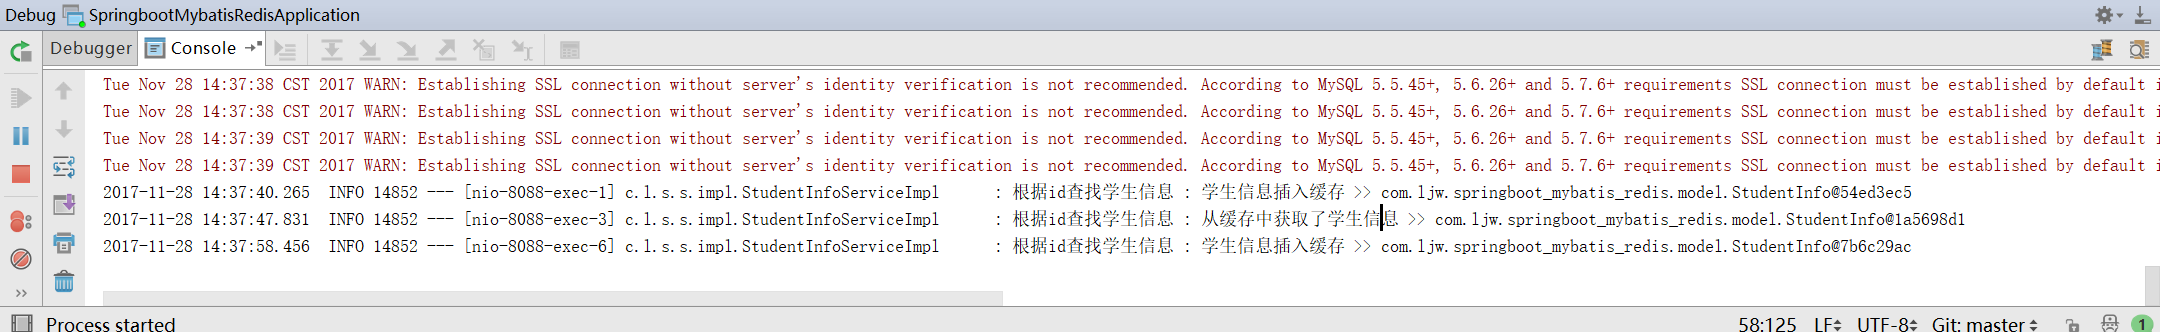 Debug SpringbootMybatisRedisApplication
Debugger Console
Tue Nov 28 14:37:38 CST 2017 WARN: Establishing SSL connection without server's identity verification is not recommended. According to MySQL 5.5.45+, 5.6.26+ and 5.7.6+ requirements SSL connection must be established by default i
Tue Nov 28 14:37:38 CST 2017 WARN: Establishing SSL connection without server's identity verification is not recommended. According to MySQL 5.5.45+, 5.6.26+ and 5.7.6+ requirements SSL connection must be established by default i
Tue Nov 28 14:37:39 CST 2017 WARN: Establishing SSL connection without server's identity verification is not recommended. According to MySQL 5.5.45+, 5.6.26+ and 5.7.6+ requirements SSL connection must be established by default i
Tue Nov 28 14:37:39 CST 2017 WARN: Establishing SSL connection without server's identity verification is not recommended. According to MySQL 5.5.45+, 5.6.26+ and 5.7.6+ requirements SSL connection must be established by default i
2017-11-28 14:37:40.265  INFO 14852 --- [nio-8088-exec-1] c.l.s.s.impl.StudentInfoServiceImpl      : 根据id查找学生信息 : 学生信息插入缓存 >> com.ljw.springboot_mybatis_redis.model.StudentInfo@54ed3ec5
2017-11-28 14:37:47.831  INFO 14852 --- [nio-8088-exec-3] c.l.s.s.impl.StudentInfoServiceImpl      : 根据id查找学生信息 : 从缓存中获取了学生信息 >> com.ljw.springboot_mybatis_redis.model.StudentInfo@1a5698d1
2017-11-28 14:37:58.456  INFO 14852 --- [nio-8088-exec-6] c.l.s.s.impl.StudentInfoServiceImpl      : 根据id查找学生信息 : 学生信息插入缓存 >> com.ljw.springboot_mybatis_redis.model.StudentInfo@7b6c29ac
Process started 58:125 LF UTF-8 Git: master 1